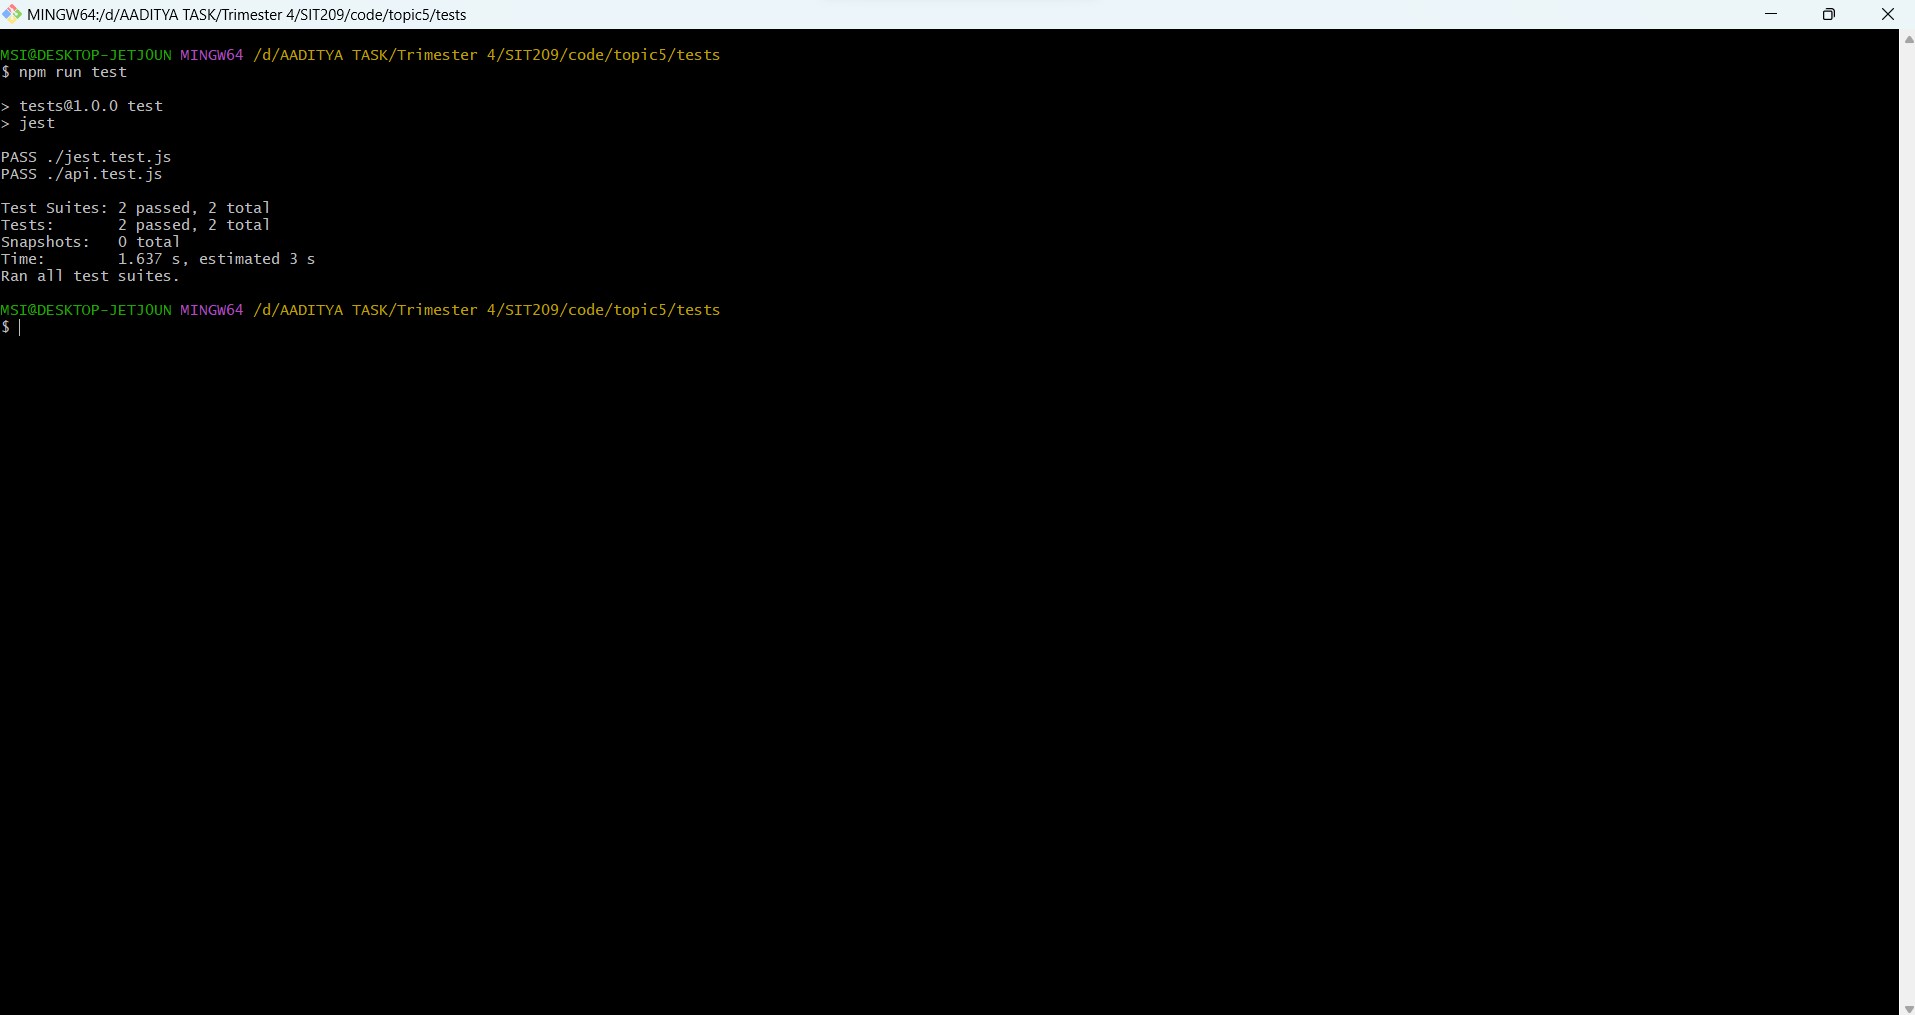 MINGW64:/d/AADITYA TASK/Trimester 4/SIT209/code/topic5/tests
MSI@DESKTOP-JETJOUN MINGW64 /d/AADITYA TASK/Trimester 4/SIT209/code/topic5/tests
$ npm run test
> tests@1.0.0 test
> jest
PASS ./jest.test.js
PASS ./api.test.js
Test Suites: 2 passed, 2 total
Tests:       2 passed, 2 total
Snapshots:   0 total
Time:        1.637 s, estimated 3 s
Ran all test suites.
MSI@DESKTOP-JETJOUN MINGW64 /d/AADITYA TASK/Trimester 4/SIT209/code/topic5/tests
$